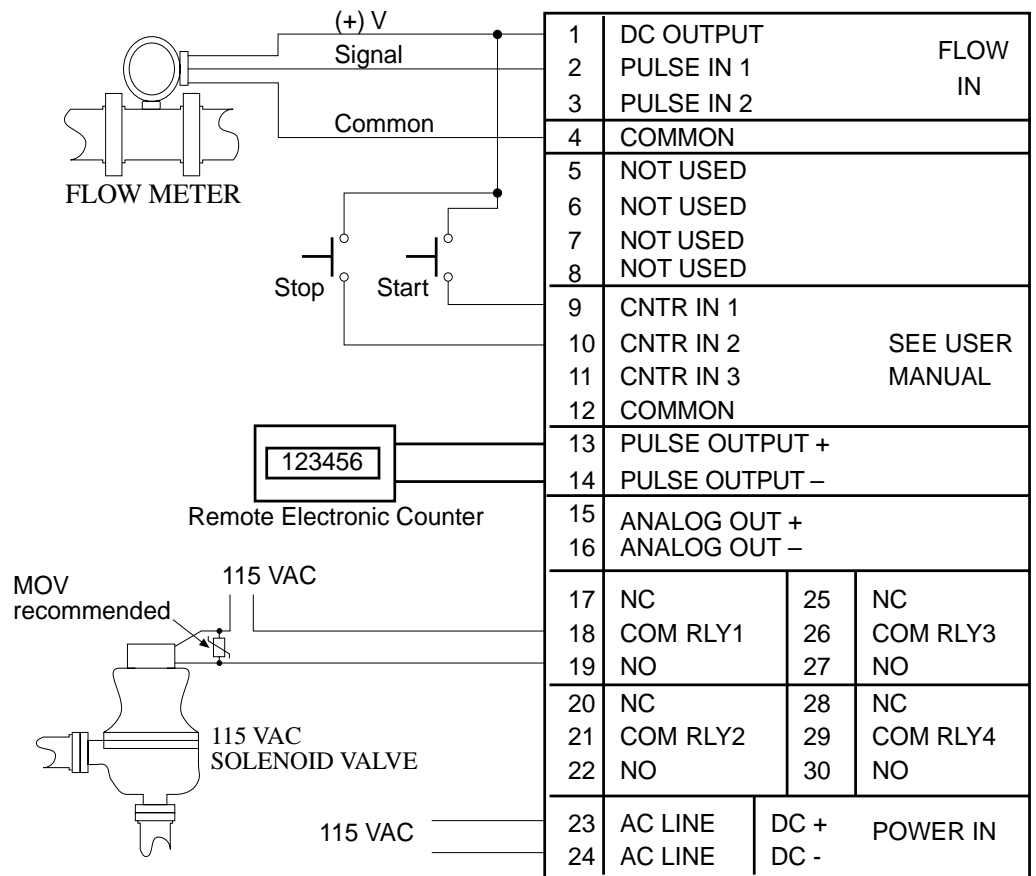 (+) V
Signal
Common
FLOW METER
Stop
Start
123456
Remote Electronic Counter
115 VAC
MOV
recommended
115 VAC
SOLENOID VALVE
115 VAC
1 DC OUTPUT
2 PULSE IN 1
3 PULSE IN 2
FLOW
IN
4 COMMON
5 NOT USED
6 NOT USED
7 NOT USED
8 NOT USED
9 CNTR IN 1
10 CNTR IN 2 SEE USER
11 CNTR IN 3 MANUAL
12 COMMON
13 PULSE OUTPUT +
14 PULSE OUTPUT –
15 ANALOG OUT +
16 ANALOG OUT –
17 NC 25 NC
18 COM RLY1 26 COM RLY3
19 NO 27 NO
20 NC 28 NC
21 COM RLY2 29 COM RLY4
22 NO 30 NO
23 AC LINE DC + POWER IN
24 AC LINE DC -